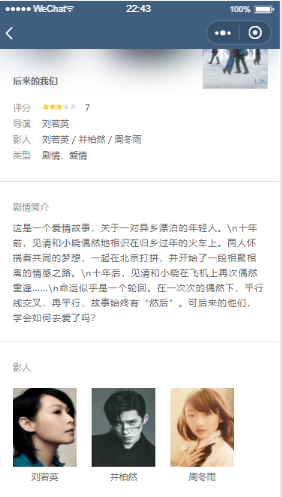 WeChat
22:43
100%
后来的我们
评分 7
导演 刘若英
影人 刘若英 / 井柏然 / 周冬雨
类型 剧情、爱情
剧情简介
这是一个爱情故事，关于一对异乡漂泊的年轻人。\n十年
前，见清和小晓偶然地相识在归乡过年的火车上。两人怀
揣着共同的梦想，一起在北京打拼，并开始了一段相聚相
离的情感之路。\n十年后，见清和小晓在飞机上再次偶然
重逢……\n命运似乎是一个轮回。在一次次的偶然下，平行
线交叉，再平行，故事始终有“然后”。可后来的他们，
学会如何去爱了吗？
影人
刘若英
井柏然
周冬雨